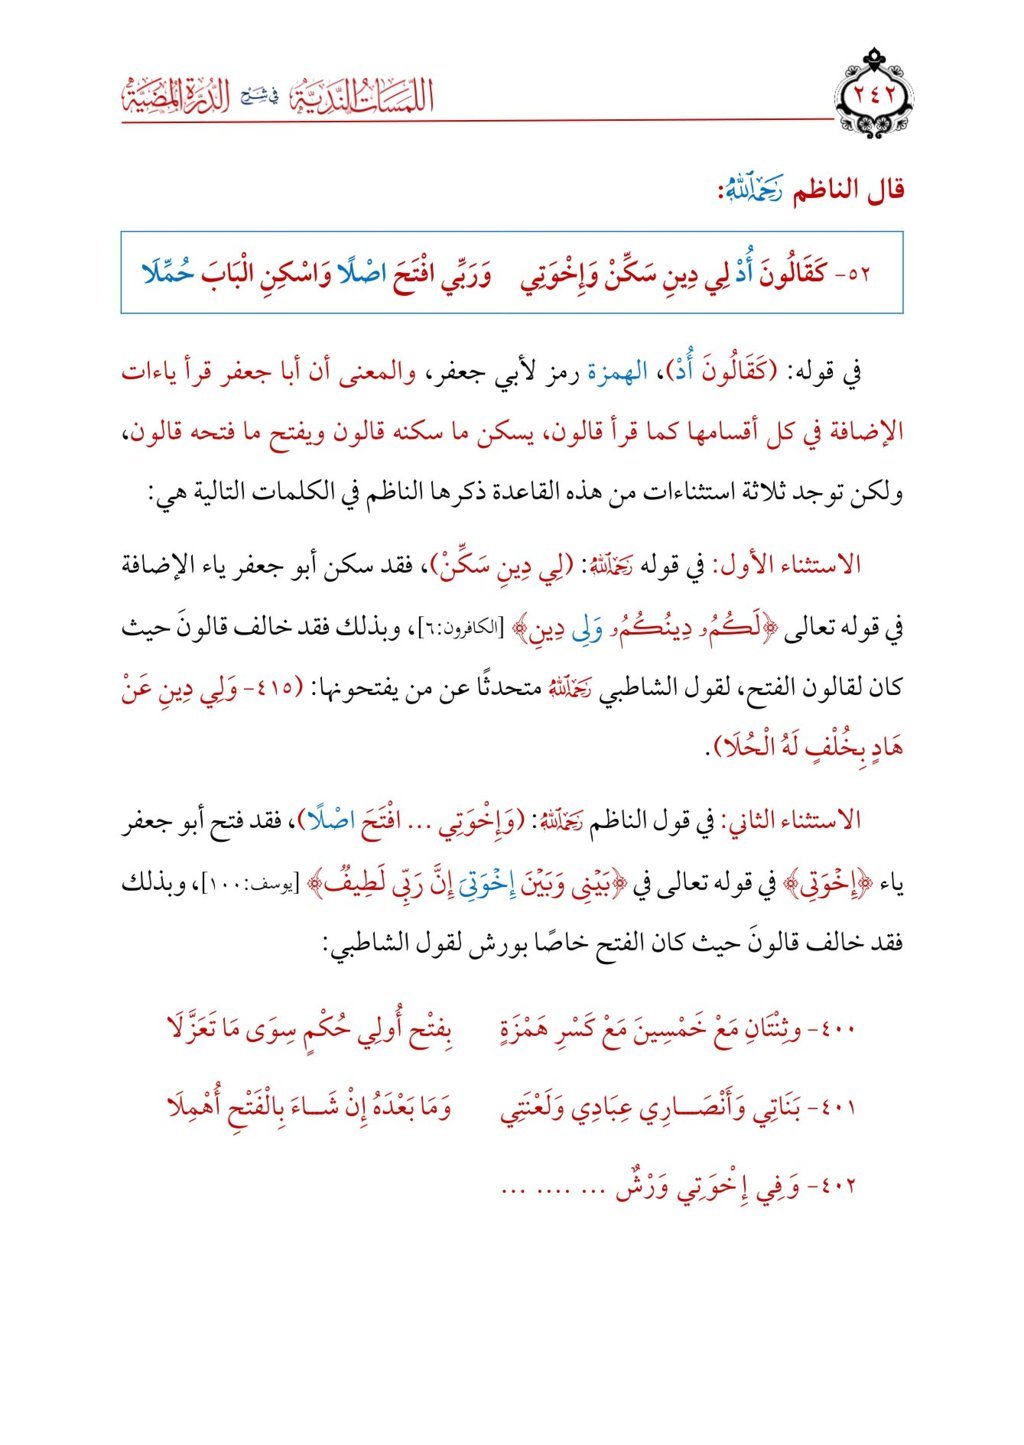 ٢٤٢
اللمسات الندية في شرح الدرة المضية
قال الناظم رَحِمَهُ ٱللَّهُ:
٥٢- كَقَالُونَ أُدْ لِي دِينِ سَكِّنْ وَإِخْوَتِي وَرَبِّي افْتَحَ اصْلًا وَاسْكِنِ الْبَابَ حُمِّلَا
في قوله: (كَقَالُونَ أُدْ)، الهمزة رمز لأبي جعفر، والمعنى أن أبا جعفر قرأ ياءات
الإضافة في كل أقسامها كما قرأ قالون، يسكن ما سكنه قالون ويفتح ما فتحه قالون،
ولكن توجد ثلاثة استثناءات من هذه القاعدة ذكرها الناظم في الكلمات التالية هي:
الاستثناء الأول: في قوله رَحِمَهُ ٱللَّهُ: (لِي دِينِ سَكِّنْ)، فقد سكن أبو جعفر ياء الإضافة
في قوله تعالى ﴿لَكُمُۥ دِينُكُمُۥ وَلِي دِينِ﴾ [الكافرون:٦]، وبذلك فقد خالف قالونَ حيث
كان لقالون الفتح، لقول الشاطبي رَحِمَهُ ٱللَّهُ متحدثًا عن من يفتحونها: (٤١٥- وَلِي دِينِ عَنْ
هَادٍ بِخُلْفٍ لَهُ الْحُلَا).
الاستثناء الثاني: في قول الناظم رَحِمَهُ ٱللَّهُ: (وَإِخْوَتِي ... افْتَحَ اصْلًا)، فقد فتح أبو جعفر
ياء ﴿إِخْوَتِي﴾ في قوله تعالى في ﴿بَيْنِي وَبَيْنَ إِخْوَتِيَ إِنَّ رَبِّي لَطِيفٌ﴾ [يوسف:١٠٠]، وبذلك
فقد خالف قالونَ حيث كان الفتح خاصًا بورش لقول الشاطبي:
٤٠٠- وثِنْتَانِ مَعْ خَمْسِينَ مَعْ كَسْرِ هَمْزَةٍ بِفتْح أُولِي حُكْمٍ سِوَى مَا تَعَزَّلَا
٤٠١- بَنَاتِي وَأَنْصَـــارِي عِبَادِي وَلَعْنَتِي وَمَا بَعْدَهُ إِنْ شَـــاءَ بِالْفَتْحِ أُهْمِلَا
٤٠٢- وَفِي إِخْوَتِي وَرْشٌ ... .... ...